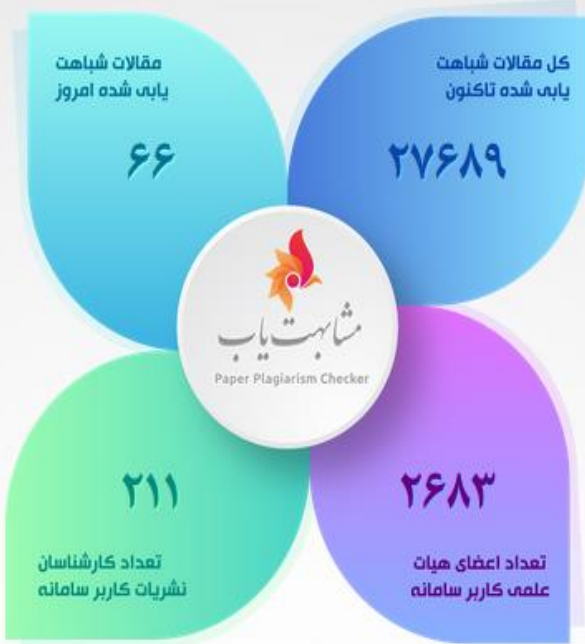 کل مقالات شباهت
یابی شده تاکنون
۲۷۶۸۹
مقالات شباهت
یابی شده امروز
۶۶
مشابهت یاب
Paper Plagiarism Checker
۲۶۸۳
تعداد اعضای هیات
علمی کاربر سامانه
۲۱۱
تعداد کارشناسان
نشریات کاربر سامانه